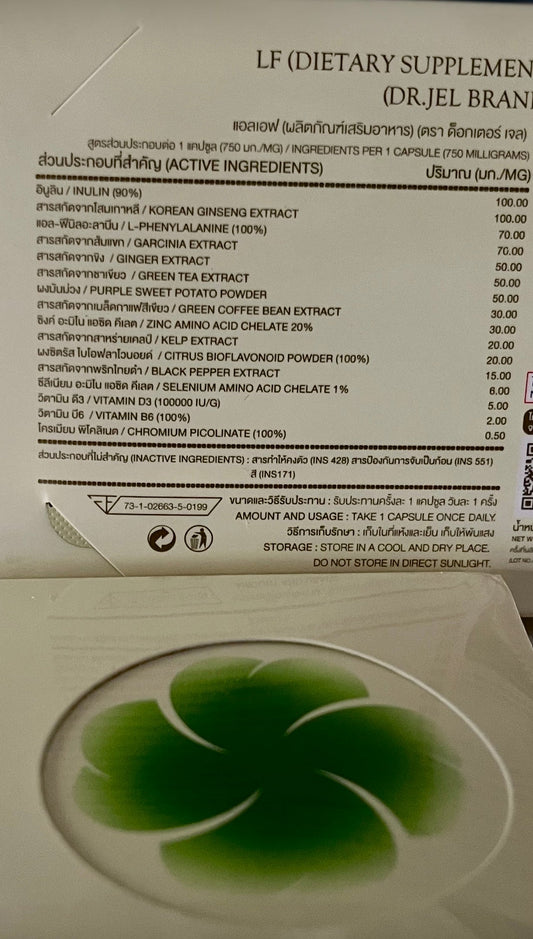 LF (DIETARY SUPPLEMEN
(DR.JEL BRAN
แอลเอฟ (ผลิตภัณฑ์เสริมอาหาร) (ตรา ด็อกเตอร์ เจล)
สูตรส่วนประกอบต่อ 1 แคปซูล (750 มก./MG) / INGREDIENTS PER 1 CAPSULE (750 MILLIGRAMS)
ส่วนประกอบที่สำคัญ (ACTIVE INGREDIENTS) ปริมาณ (มก./MG)
อินูลิน / INULIN (90%) 100.00
สารสกัดจากโสมเกาหลี / KOREAN GINSENG EXTRACT 100.00
แอล-ฟีนิลอะลานีน / L-PHENYLALANINE (100%) 70.00
สารสกัดจากส้มแขก / GARCINIA EXTRACT 70.00
สารสกัดจากขิง / GINGER EXTRACT 50.00
สารสกัดจากชาเขียว / GREEN TEA EXTRACT 50.00
ผงมันม่วง / PURPLE SWEET POTATO POWDER 50.00
สารสกัดจากเมล็ดกาแฟสีเขียว / GREEN COFFEE BEAN EXTRACT 30.00
ซิงค์ อะมิโน แอซิด คีเลต / ZINC AMINO ACID CHELATE 20% 30.00
สารสกัดจากสาหร่ายเคลป์ / KELP EXTRACT 20.00
ผงซิตรัส ไบโอฟลาโวนอยด์ / CITRUS BIOFLAVONOID POWDER (100%) 20.00
สารสกัดจากพริกไทยดำ / BLACK PEPPER EXTRACT 15.00
ซีลีเนียม อะมิโน แอซิด คีเลต / SELENIUM AMINO ACID CHELATE 1% 6.00
วิตามิน ดี3 / VITAMIN D3 (100000 IU/G) 5.00
วิตามิน บี6 / VITAMIN B6 (100%) 2.00
โครเมียม พิโคลิเนต / CHROMIUM PICOLINATE (100%) 0.50
ส่วนประกอบที่ไม่สำคัญ (INACTIVE INGREDIENTS) : สารทำให้คงตัว (INS 428) สารป้องกันการจับเป็นก้อน (INS 551)
สี (INS171)
73-1-02663-5-0199
ขนาดและวิธีรับประทาน : รับประทานครั้งละ 1 แคปซูล วันละ 1 ครั้ง
AMOUNT AND USAGE : TAKE 1 CAPSULE ONCE DAILY.
วิธีการเก็บรักษา : เก็บในที่แห้งและเย็น เก็บให้พ้นแสง
STORAGE : STORE IN A COOL AND DRY PLACE.
DO NOT STORE IN DIRECT SUNLIGHT.
NET W